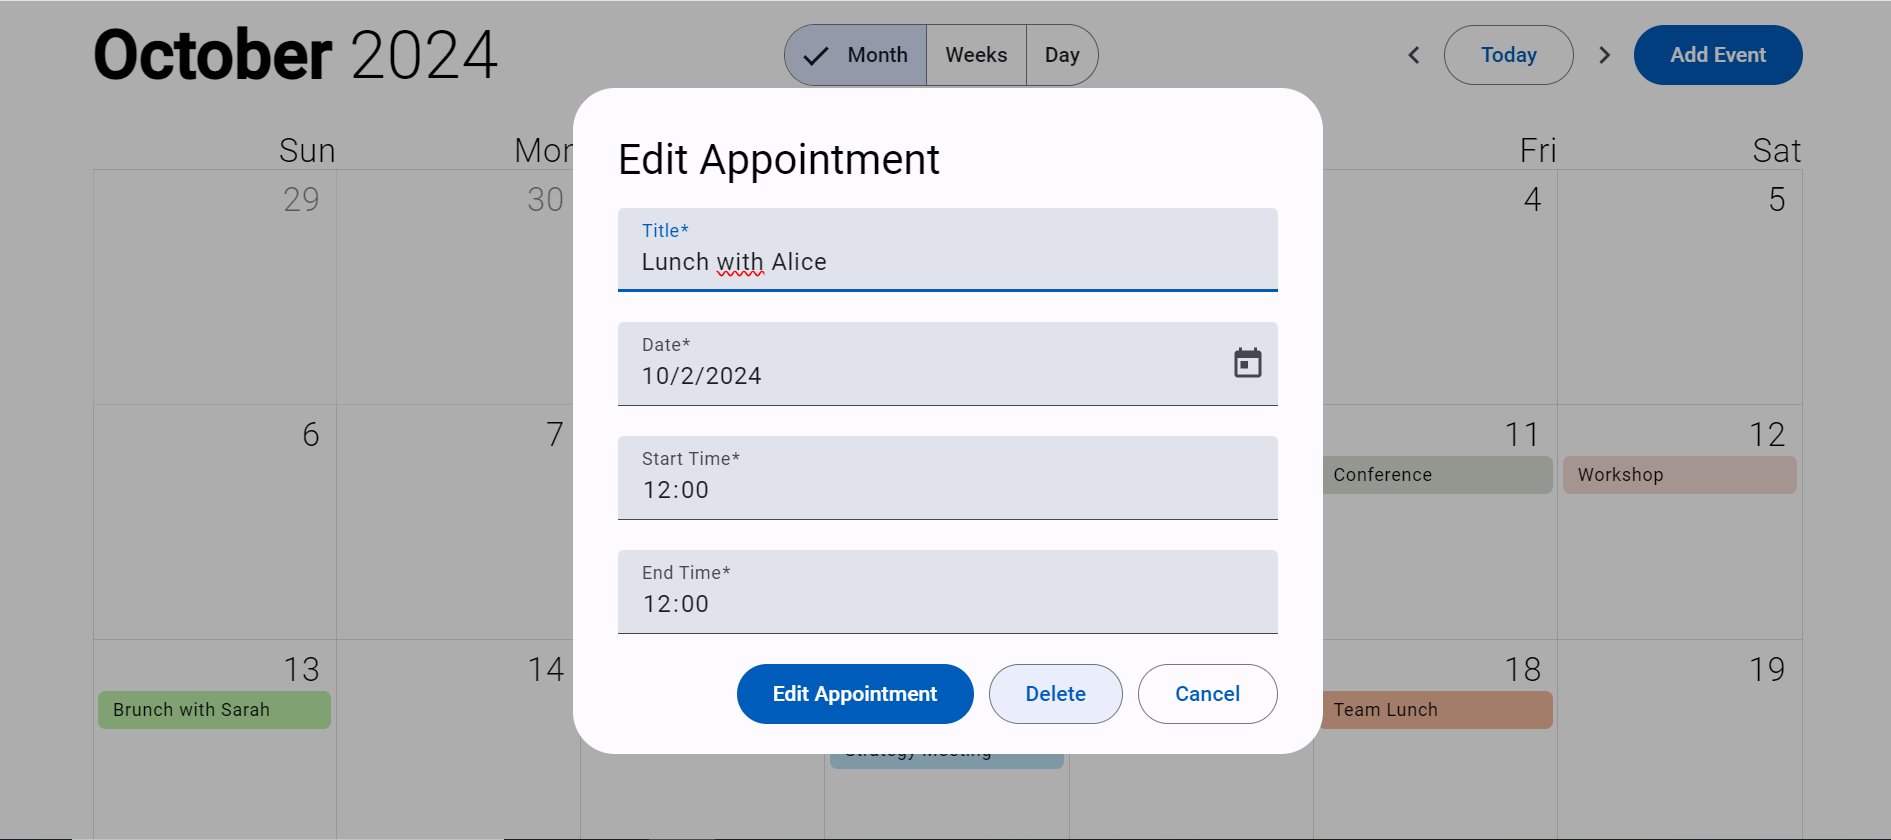 October 2024
Month Weeks Day
Today
Add Event
Sun Mon Fri Sat
Edit Appointment
Title*
Lunch with Alice
Date*
10/2/2024
Start Time*
12:00
End Time*
12:00
Edit Appointment Delete Cancel
29 30 4 5
6 7 11 12
Conference Workshop
13 14 18 19
Brunch with Sarah Team Lunch
Strategy Meeting